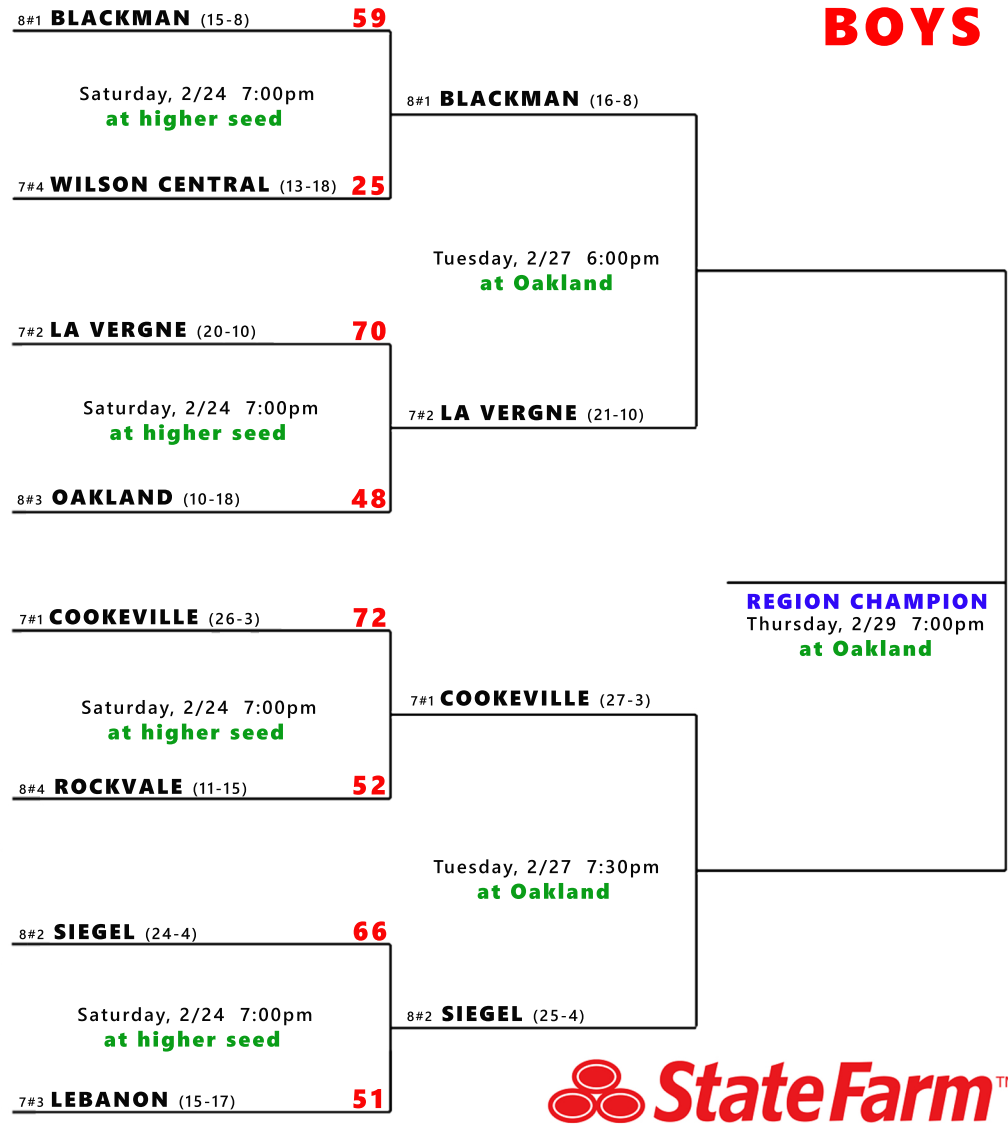 BOYS
8#1 BLACKMAN (15-8) 59
Saturday, 2/24 7:00pm
at higher seed
8#1 BLACKMAN (16-8)
7#4 WILSON CENTRAL (13-18) 25
Tuesday, 2/27 6:00pm
at Oakland
7#2 LA VERGNE (20-10) 70
Saturday, 2/24 7:00pm
at higher seed
7#2 LA VERGNE (21-10)
8#3 OAKLAND (10-18) 48
REGION CHAMPION
Thursday, 2/29 7:00pm
at Oakland
7#1 COOKEVILLE (26-3) 72
Saturday, 2/24 7:00pm
at higher seed
7#1 COOKEVILLE (27-3)
8#4 ROCKVALE (11-15) 52
Tuesday, 2/27 7:30pm
at Oakland
8#2 SIEGEL (24-4) 66
Saturday, 2/24 7:00pm
at higher seed
8#2 SIEGEL (25-4)
7#3 LEBANON (15-17) 51
State Farm TM